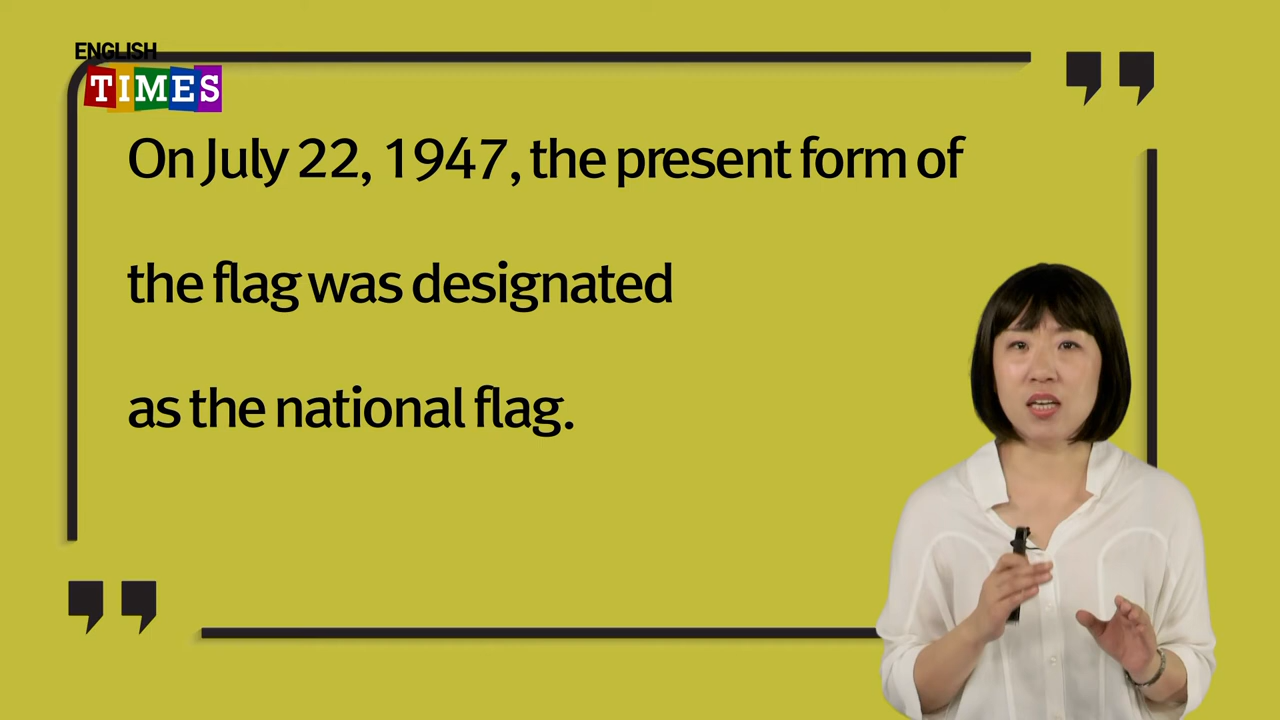 ENGLISH
TIMES
On July 22, 1947, the present form of
the flag was designated
as the national flag.